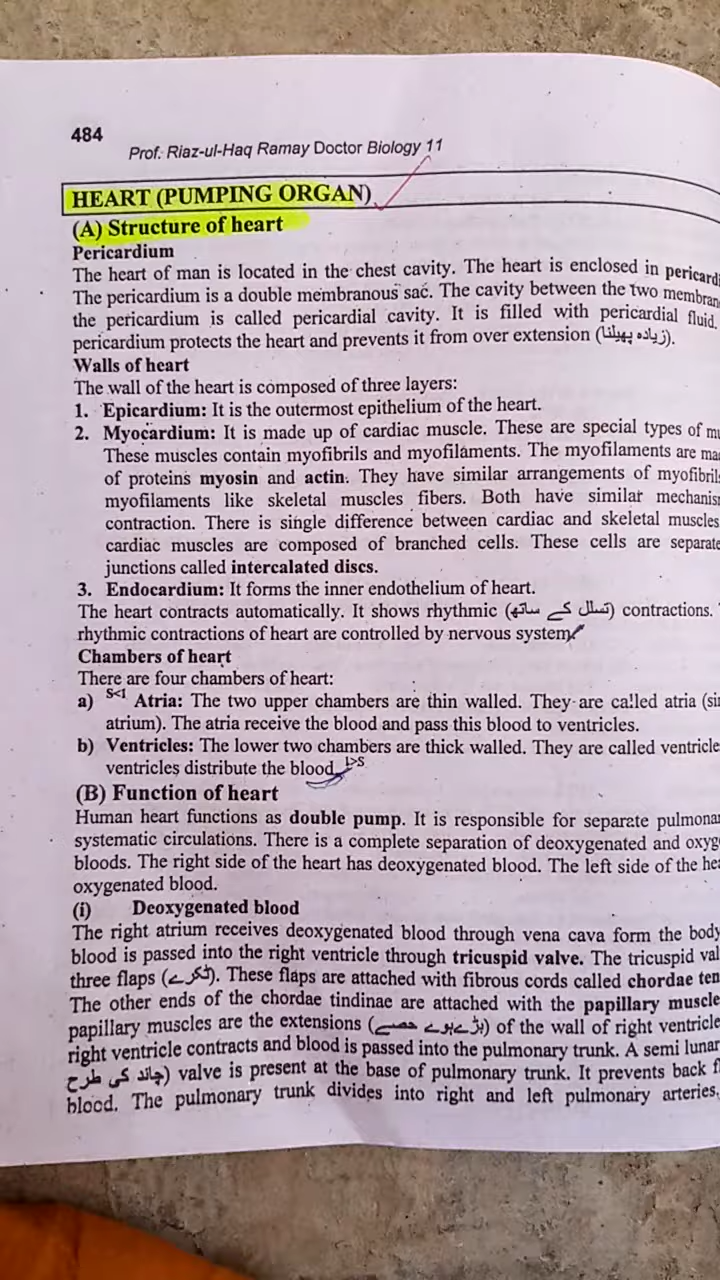 484
Prof. Riaz-ul-Haq Ramay Doctor Biology 11
HEART (PUMPING ORGAN)
(A) Structure of heart
Pericardium
The heart of man is located in the chest cavity. The heart is enclosed in pericardi
The pericardium is a double membranous sac. The cavity between the two membran
the pericardium is called pericardial cavity. It is filled with pericardial fluid.
pericardium protects the heart and prevents it from over extension (زیادہ پھیلنا).
Walls of heart
The wall of the heart is composed of three layers:
1. Epicardium: It is the outermost epithelium of the heart.
2. Myocardium: It is made up of cardiac muscle. These are special types of mu
These muscles contain myofibrils and myofilaments. The myofilaments are ma
of proteins myosin and actin. They have similar arrangements of myofibril
myofilaments like skeletal muscles fibers. Both have similar mechanism
contraction. There is single difference between cardiac and skeletal muscles
cardiac muscles are composed of branched cells. These cells are separate
junctions called intercalated discs.
3. Endocardium: It forms the inner endothelium of heart.
The heart contracts automatically. It shows rhythmic (تسلسل کے ساتھ) contractions.
rhythmic contractions of heart are controlled by nervous system
Chambers of heart
There are four chambers of heart:
a) S<1 Atria: The two upper chambers are thin walled. They are called atria (sin
atrium). The atria receive the blood and pass this blood to ventricles.
b) Ventricles: The lower two chambers are thick walled. They are called ventricle
ventricles distribute the blood. 1>S
(B) Function of heart
Human heart functions as double pump. It is responsible for separate pulmonar
systematic circulations. There is a complete separation of deoxygenated and oxyg
bloods. The right side of the heart has deoxygenated blood. The left side of the hea
oxygenated blood.
(i) Deoxygenated blood
The right atrium receives deoxygenated blood through vena cava form the body
blood is passed into the right ventricle through tricuspid valve. The tricuspid val
three flaps (ٹکرے). These flaps are attached with fibrous cords called chordae ten
The other ends of the chordae tindinae are attached with the papillary muscle
papillary muscles are the extensions (بڑھے ہوے حصے) of the wall of right ventricle
right ventricle contracts and blood is passed into the pulmonary trunk. A semi lunar
چاند کی طرح) valve is present at the base of pulmonary trunk. It prevents back f
blood. The pulmonary trunk divides into right and left pulmonary arteries.